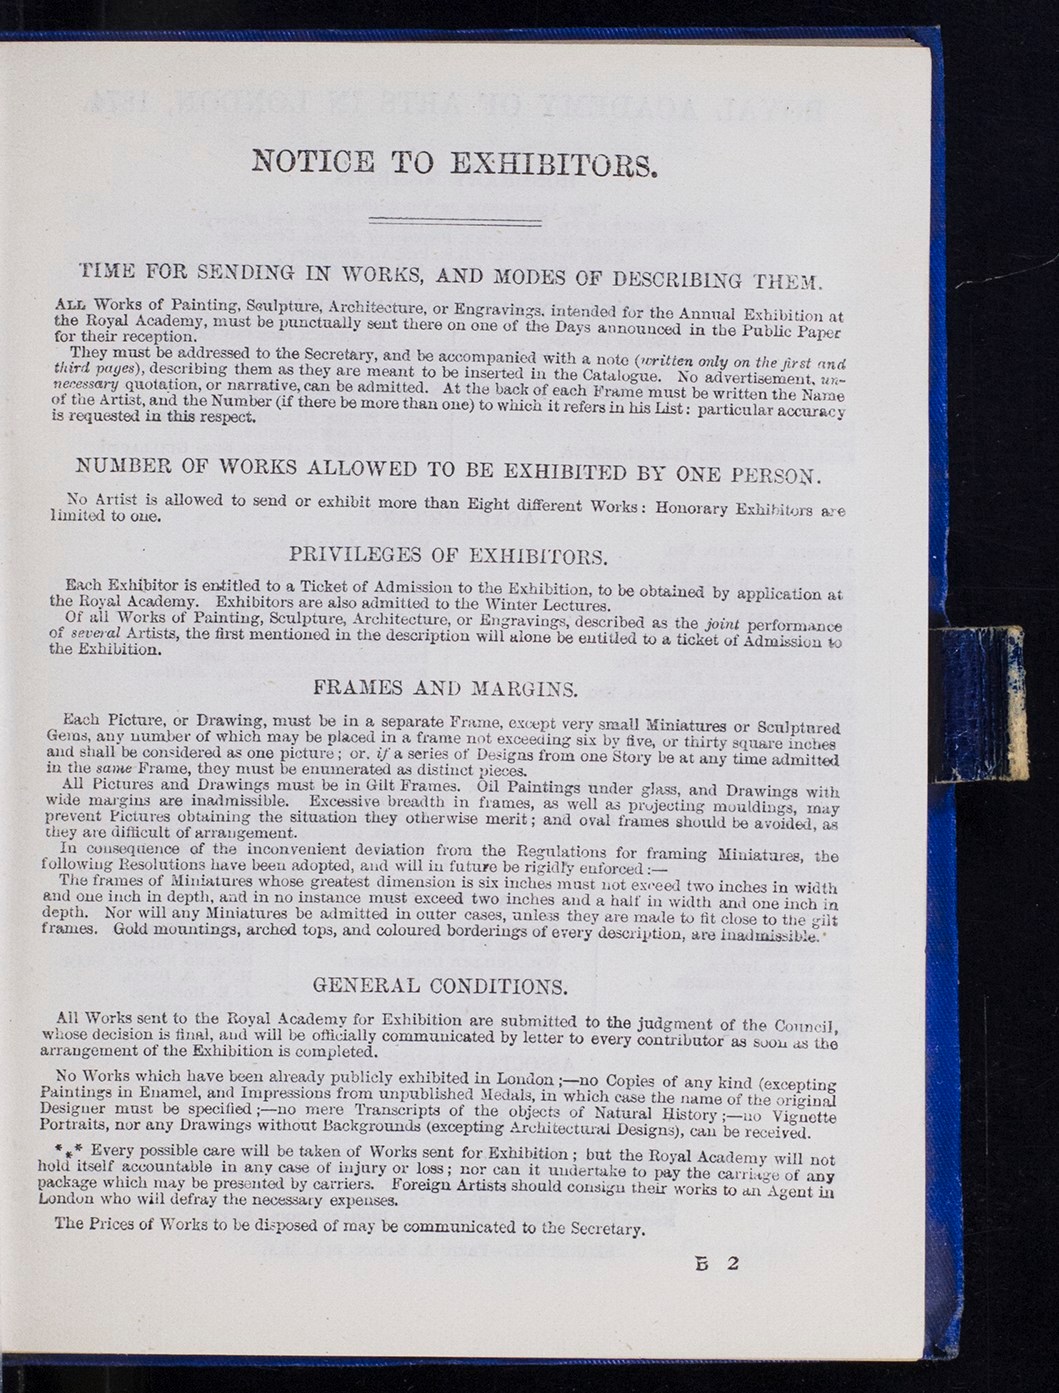 NOTICE TO EXHIBITORS.
TIME FOR SENDING IN WORKS, AND MODES OF DESCRIBING THEM.
ALL Works of Painting, Sculpture, Architecture, or Engravings, intended for the Annual Exhibition at
the Royal Academy, must be punctually sent there on one of the Days announced in the Public Paper
for their reception.
They must be addressed to the Secretary, and be accompanied with a note (written only on the first and
third pages), describing them as they are meant to be inserted in the Catalogue. No advertisement, un-
necessary quotation, or narrative, can be admitted. At the back of each Frame must be written the Name
of the Artist, and the Number (if there be more than one) to which it refers in his List: particular accuracy
is requested in this respect.
NUMBER OF WORKS ALLOWED TO BE EXHIBITED BY ONE PERSON.
No Artist is allowed to send or exhibit more than Eight different Works: Honorary Exhibitors are
limited to one.
PRIVILEGES OF EXHIBITORS.
Each Exhibitor is entitled to a Ticket of Admission to the Exhibition, to be obtained by application at
the Royal Academy. Exhibitors are also admitted to the Winter Lectures.
Of all Works of Painting, Sculpture, Architecture, or Engravings, described as the joint performance
of several Artists, the first mentioned in the description will alone be entitled to a ticket of Admission to
the Exhibition.
FRAMES AND MARGINS.
Each Picture, or Drawing, must be in a separate Frame, except very small Miniatures or Sculptured
Gems, any number of which may be placed in a frame not exceeding six by five, or thirty square inches
and shall be considered as one picture; or, if a series of Designs from one Story be at any time admitted
in the same Frame, they must be enumerated as distinct pieces.
All Pictures and Drawings must be in Gilt Frames. Oil Paintings under glass, and Drawings with
wide margins are inadmissible. Excessive breadth in frames, as well as projecting mouldings, may
prevent Pictures obtaining the situation they otherwise merit; and oval frames should be avoided, as
they are difficult of arrangement.
In consequence of the inconvenient deviation from the Regulations for framing Miniatures, the
following Resolutions have been adopted, and will in future be rigidly enforced:—
The frames of Miniatures whose greatest dimension is six inches must not exceed two inches in width
and one inch in depth, and in no instance must exceed two inches and a half in width and one inch in
depth. Nor will any Miniatures be admitted in outer cases, unless they are made to fit close to the gilt
frames. Gold mountings, arched tops, and coloured borderings of every description, are inadmissible.
GENERAL CONDITIONS.
All Works sent to the Royal Academy for Exhibition are submitted to the judgment of the Council,
whose decision is final, and will be officially communicated by letter to every contributor as soon as the
arrangement of the Exhibition is completed.
No Works which have been already publicly exhibited in London;—no Copies of any kind (excepting
Paintings in Enamel, and Impressions from unpublished Medals, in which case the name of the original
Designer must be specified;—no mere Transcripts of the objects of Natural History;—no Vignette
Portraits, nor any Drawings without Backgrounds (excepting Architectural Designs), can be received.
*** Every possible care will be taken of Works sent for Exhibition; but the Royal Academy will not
hold itself accountable in any case of injury or loss; nor can it undertake to pay the carriage of any
package which may be presented by carriers. Foreign Artists should consign their works to an Agent in
London who will defray the necessary expenses.
The Prices of Works to be disposed of may be communicated to the Secretary.
B 2